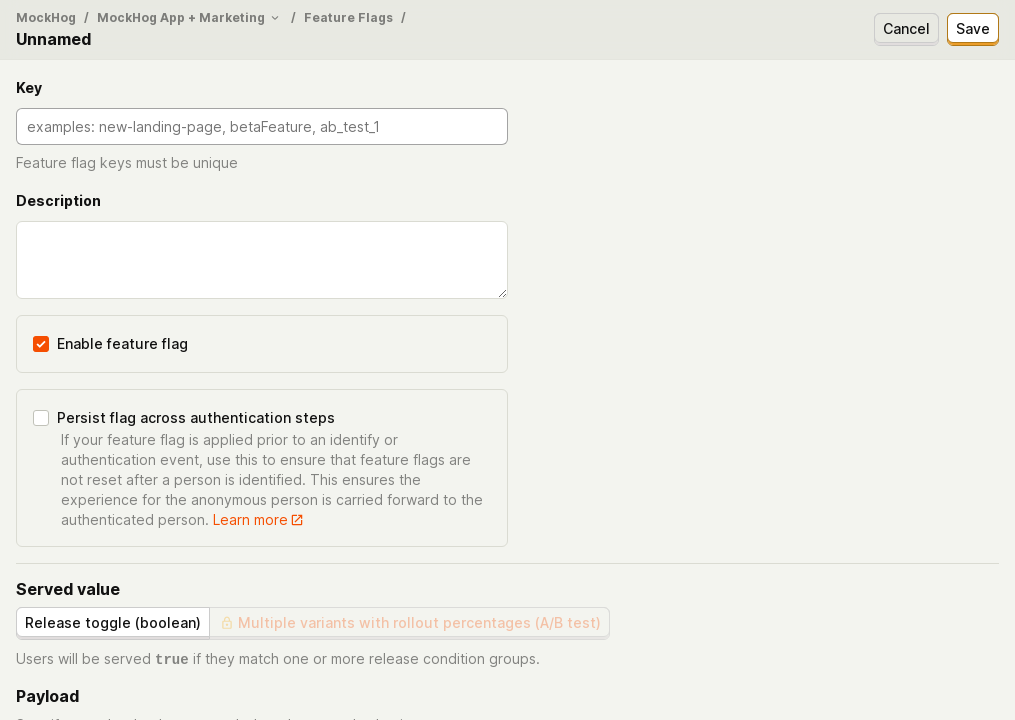 MockHog / MockHog App + Marketing / Feature Flags /
Unnamed
Cancel
Save
Key
examples: new-landing-page, betaFeature, ab_test_1
Feature flag keys must be unique
Description
Enable feature flag
Persist flag across authentication steps
If your feature flag is applied prior to an identify or
authentication event, use this to ensure that feature flags are
not reset after a person is identified. This ensures the
experience for the anonymous person is carried forward to the
authenticated person. Learn more
Served value
Release toggle (boolean)
Multiple variants with rollout percentages (A/B test)
Users will be served true if they match one or more release condition groups.
Payload